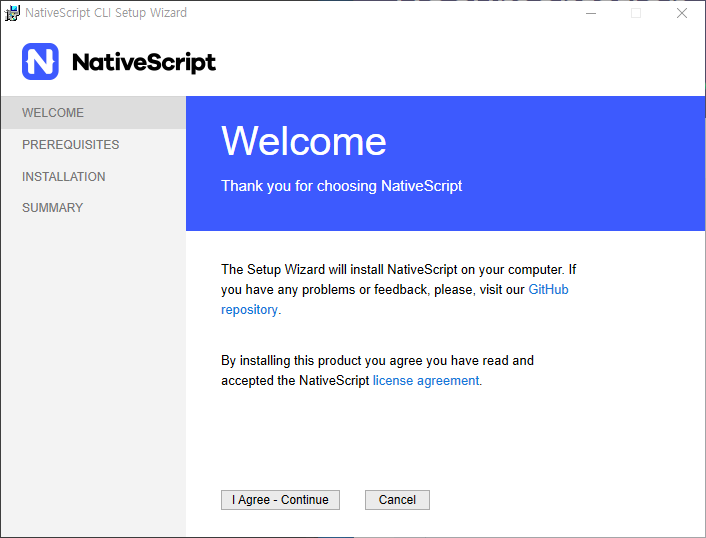 NativeScript CLI Setup Wizard
NativeScript
WELCOME
PREREQUISITES
INSTALLATION
SUMMARY
Welcome
Thank you for choosing NativeScript
The Setup Wizard will install NativeScript on your computer. If
you have any problems or feedback, please, visit our GitHub
repository.
By installing this product you agree you have read and
accepted the NativeScript license agreement.
I Agree - Continue
Cancel